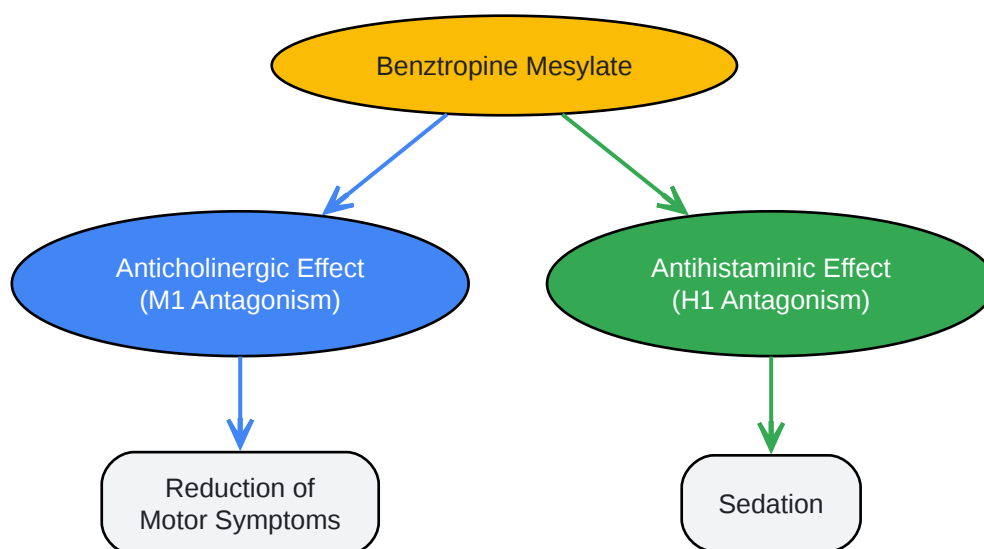 Benztropine Mesylate
Anticholinergic Effect
(M1 Antagonism)
Antihistaminic Effect
(H1 Antagonism)
Reduction of
Motor Symptoms
Sedation